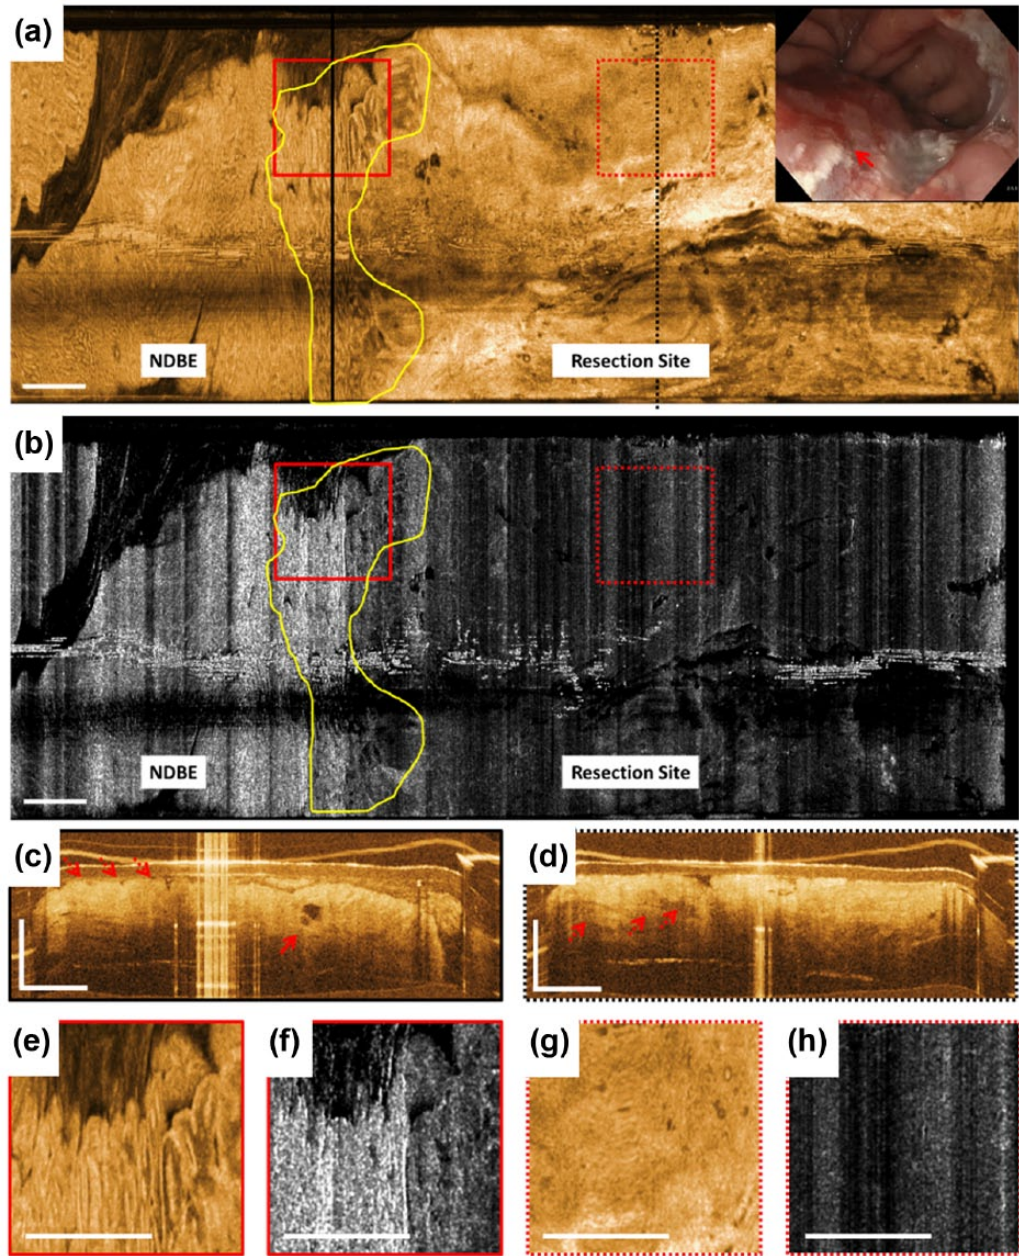 (a)
NDBE
Resection Site
(b)
NDBE
Resection Site
(c)
(d)
(e)
(f)
(g)
(h)